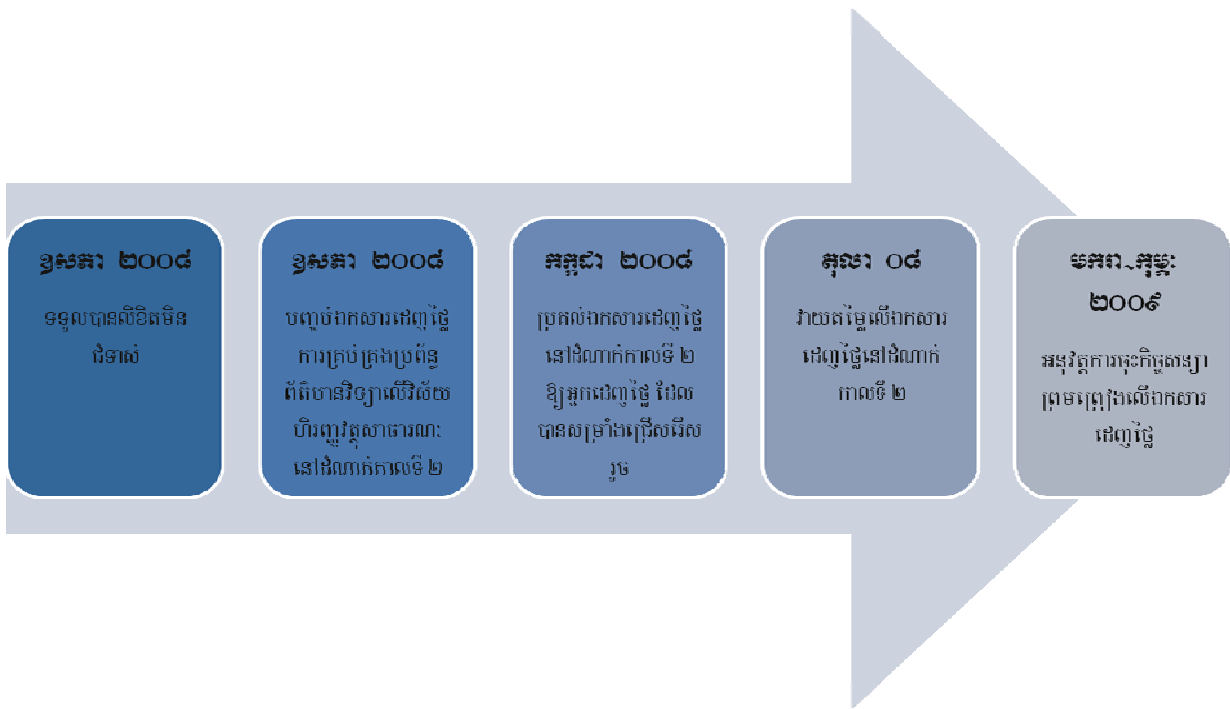 ឧសភា ២០០៨
ទទួលបានលិខិតមិន
ជំទាស់
ឧសភា ២០០៨
បញ្ចប់ឯកសារដេញថ្លៃ
ការគ្រប់គ្រងប្រព័ន្ធ
ព័ត៌មានវិទ្យាលើវិស័យ
ហិរញ្ញវត្ថុសាធារណៈ
នៅដំណាក់កាលទី ២
កក្កដា ២០០៨
ប្រគល់ឯកសារដេញថ្លៃ
នៅដំណាក់កាលទី ២
ឱ្យអ្នកដេញថ្លៃ ដែល
បានសម្រាំងជ្រើសរើស
រួច
តុលា ០៨
វាយតម្លៃលើឯកសារ
ដេញថ្លៃនៅដំណាក់
កាលទី ២
មករា-កុម្ភៈ
២០០៩
អនុវត្តការចុះកិច្ចសន្យា
ព្រមព្រៀងលើឯកសារ
ដេញថ្លៃ